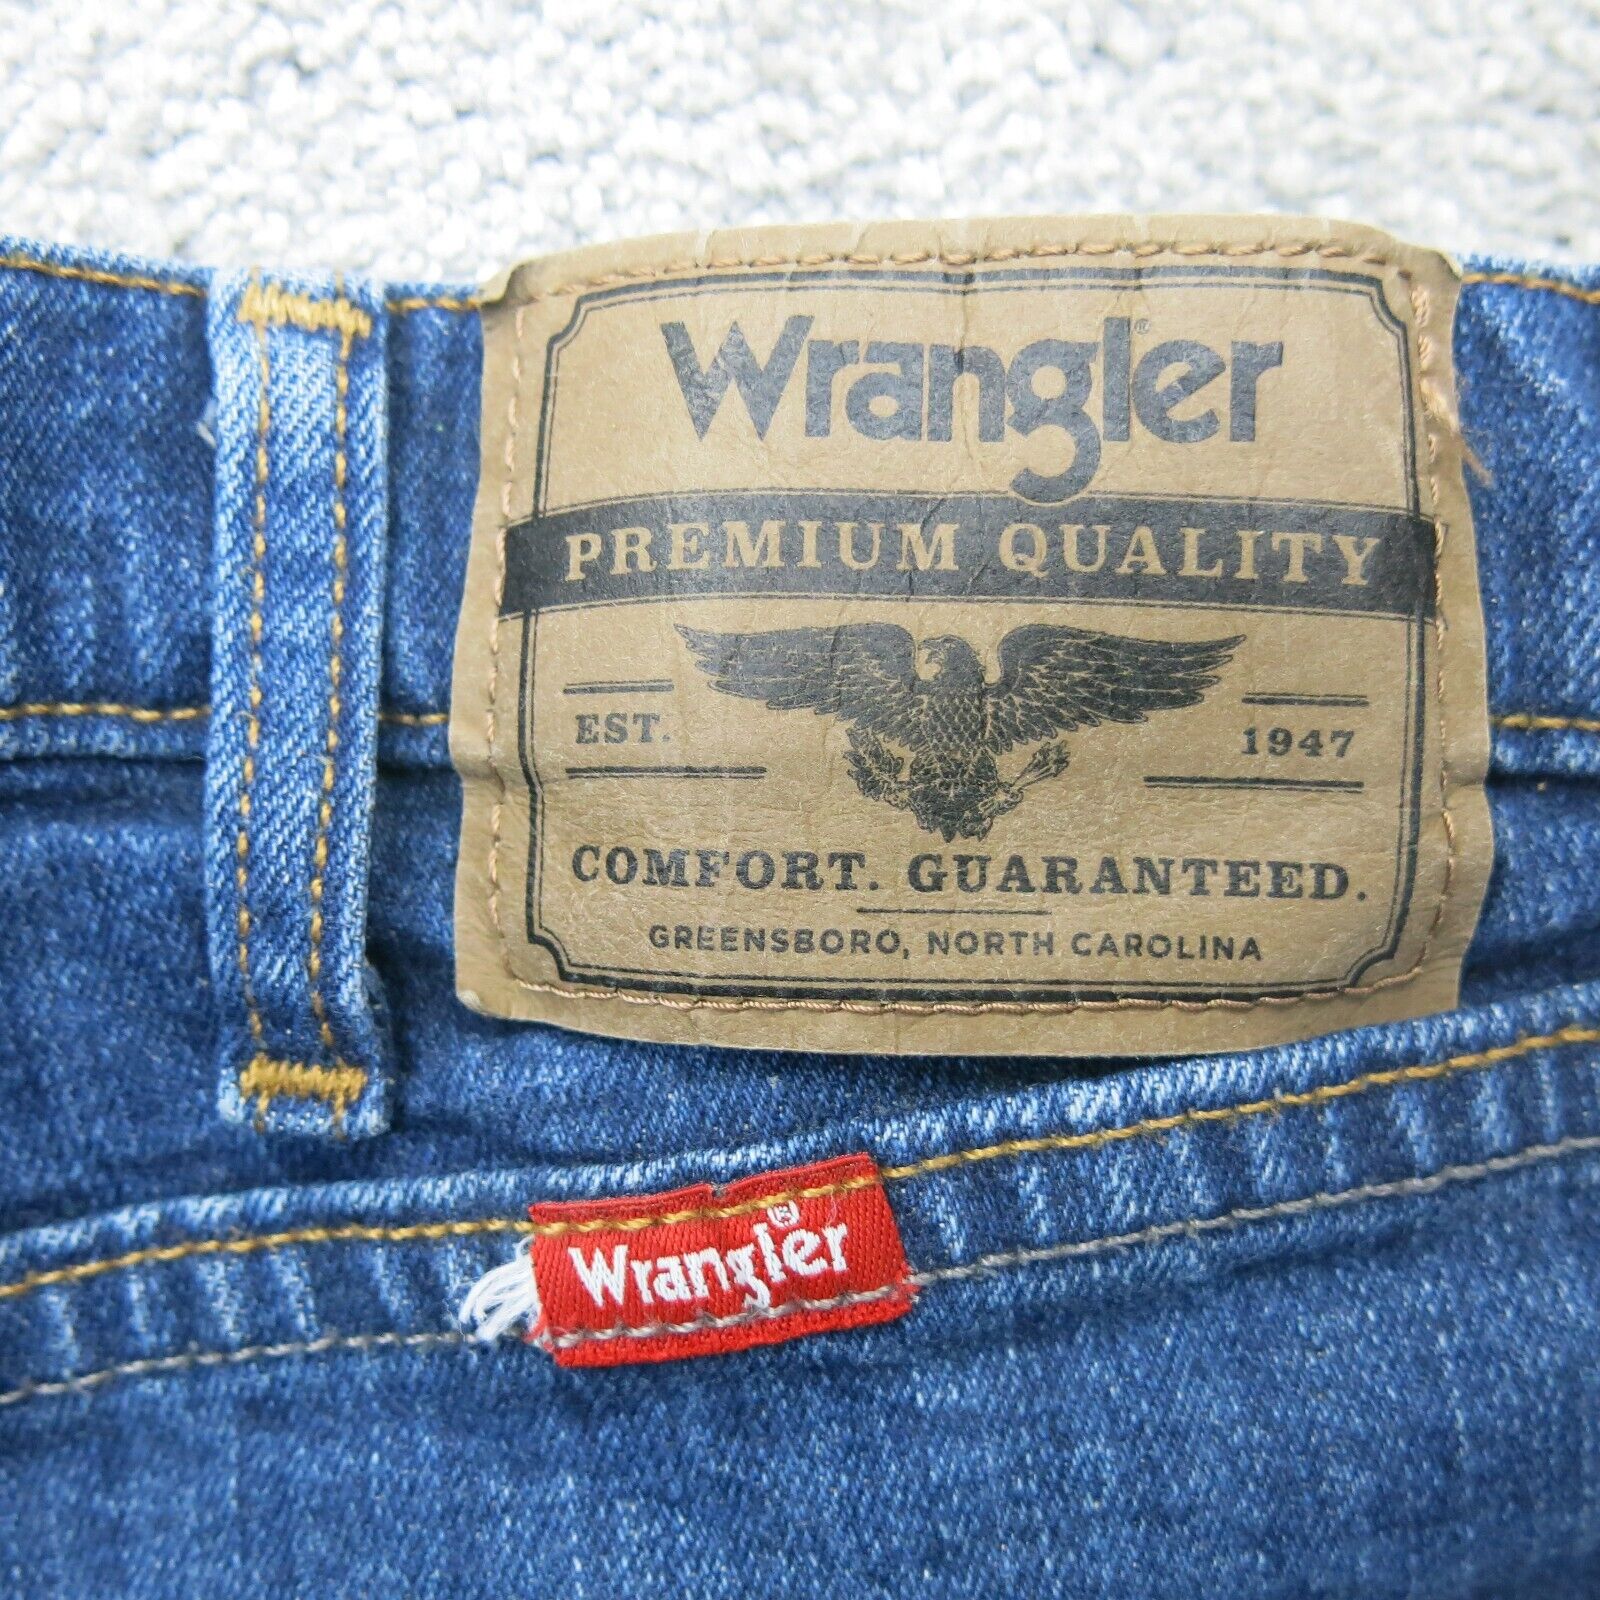 Wrangler®
PREMIUM QUALITY
EST. 1947
COMFORT. GUARANTEED.
GREENSBORO, NORTH CAROLINA
Wrangler®